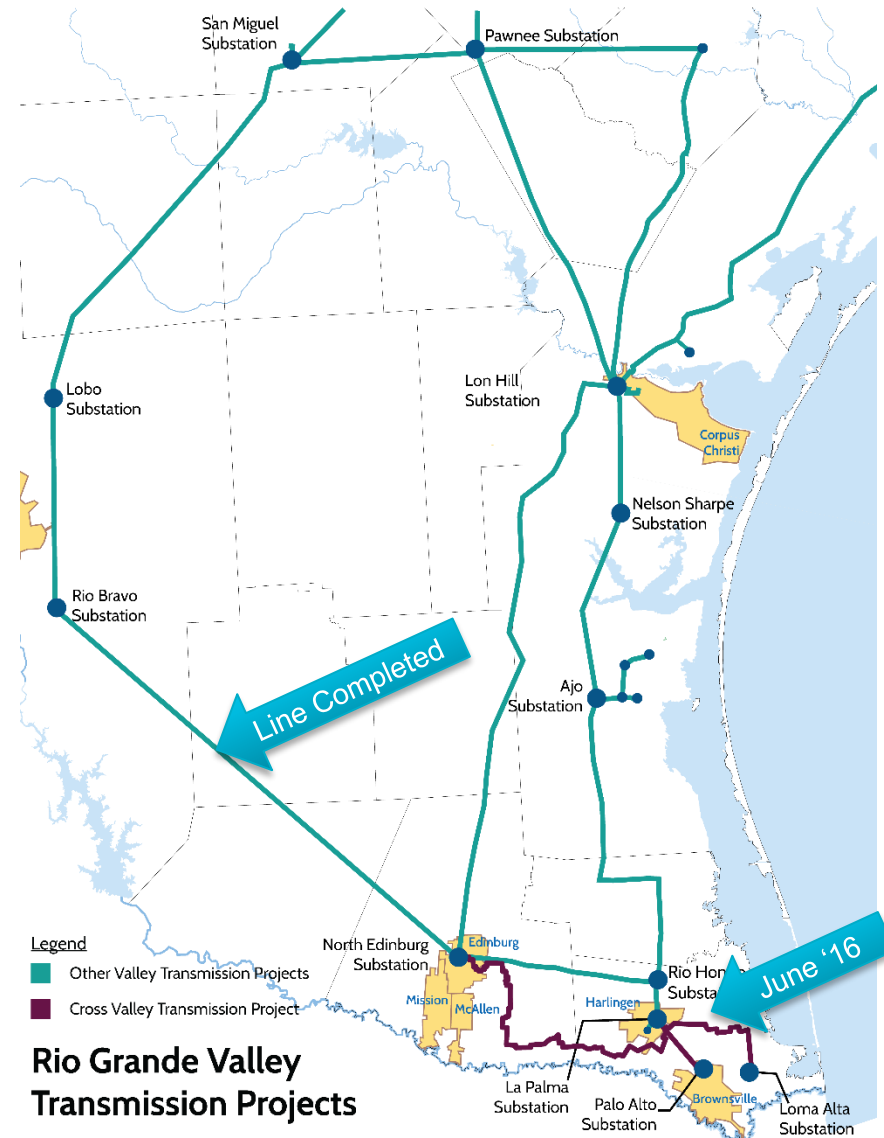 San Miguel
Substation
Pawnee Substation
Lobo
Substation
Lon Hill
Substation
Corpus
Christi
Nelson Sharpe
Substation
Rio Bravo
Substation
Line Completed
Ajo
Substation
Legend
Other Valley Transmission Projects
Cross Valley Transmission Project
North Edinburg
Substation
Edinburg
Mission
McAllen
Rio
June ‘16
Harlingen
La Palma
Substation
Palo Alto
Substation
Brownsville
Loma Alta
Substation
Rio Grande Valley
Transmission Projects